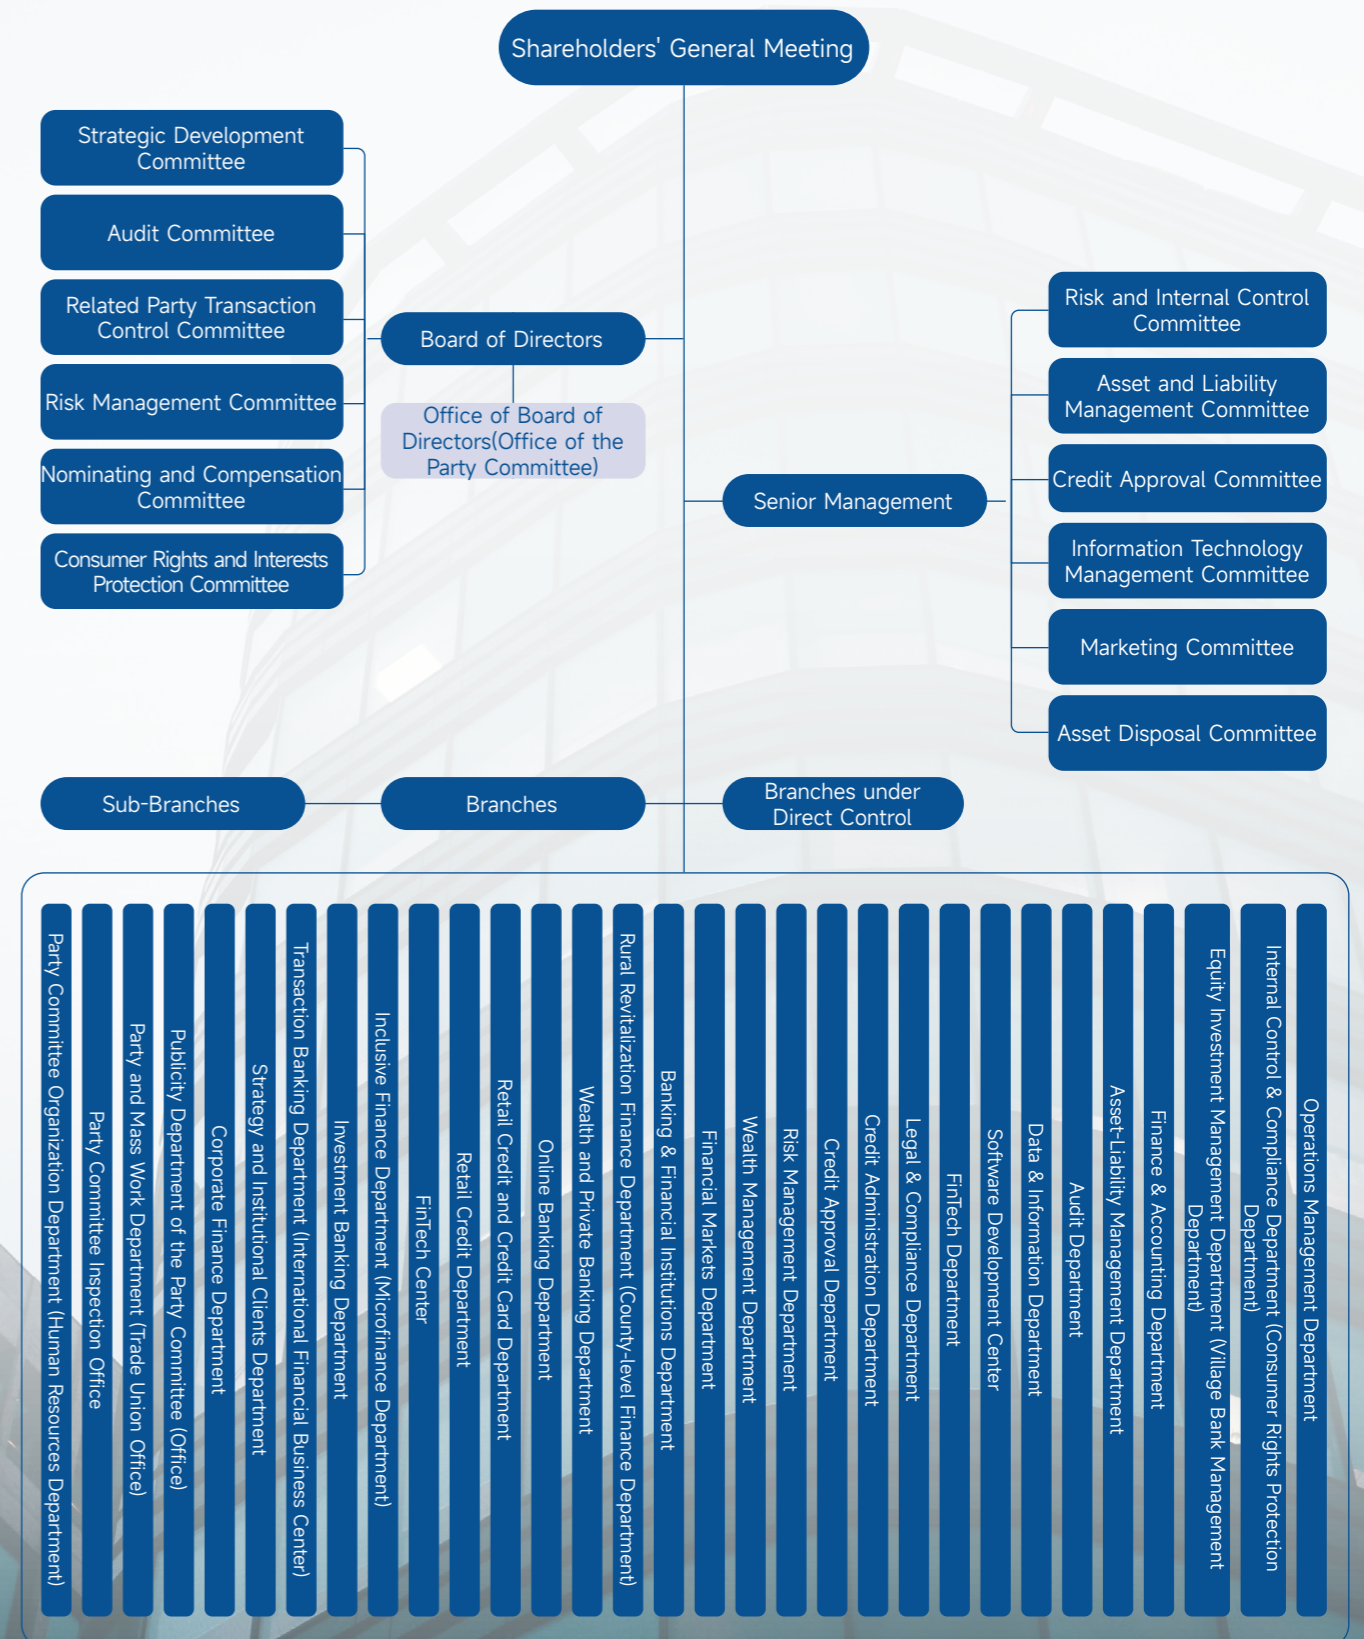 Shareholders' General Meeting
Strategic Development
Committee
Audit Committee
Related Party Transaction
Control Committee
Risk Management Committee
Nominating and Compensation
Committee
Consumer Rights and Interests
Protection Committee
Board of Directors
Office of Board of
Directors(Office of the
Party Committee)
Senior Management
Risk and Internal Control
Committee
Asset and Liability
Management Committee
Credit Approval Committee
Information Technology
Management Committee
Marketing Committee
Asset Disposal Committee
Sub-Branches
Branches
Branches under
Direct Control
Party Committee Organization Department (Human Resources Department)
Party Committee Inspection Office
Party and Mass Work Department (Trade Union Office)
Publicity Department of the Party Committee (Office)
Corporate Finance Department
Strategy and Institutional Clients Department
Transaction Banking Department (International Financial Business Center)
Investment Banking Department
Inclusive Finance Department (Microfinance Department)
FinTech Center
Retail Credit Department
Retail Credit and Credit Card Department
Online Banking Department
Wealth and Private Banking Department
Rural Revitalization Finance Department (County-level Finance Department)
Banking & Financial Institutions Department
Financial Markets Department
Wealth Management Department
Risk Management Department
Credit Approval Department
Credit Administration Department
Legal & Compliance Department
FinTech Department
Software Development Center
Data & Information Department
Audit Department
Asset-Liability Management Department
Finance & Accounting Department
Equity Investment Management Department (Village Bank Management
Department)
Internal Control & Compliance Department (Consumer Rights Protection
Department)
Operations Management Department